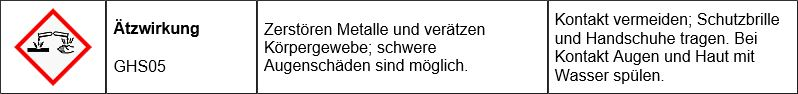 Ätzwirkung
GHS05
Zerstören Metalle und verätzen
Körpergewebe; schwere
Augenschäden sind möglich.
Kontakt vermeiden; Schutzbrille
und Handschuhe tragen. Bei
Kontakt Augen und Haut mit
Wasser spülen.